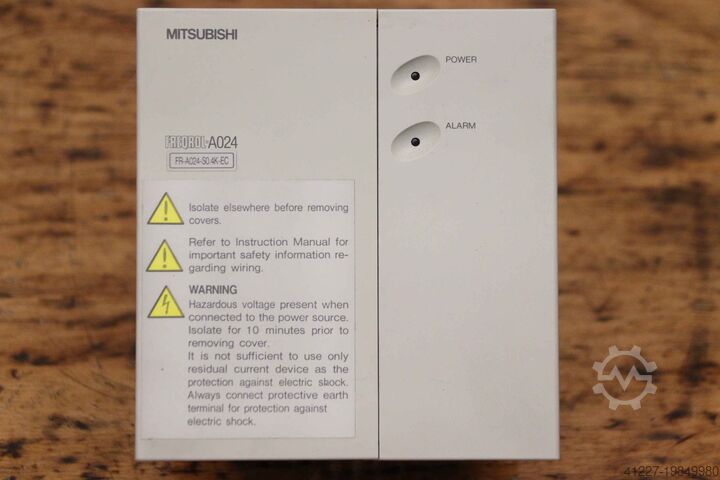 MITSUBISHI
POWER
ALARM
FREQROL-A024
FR-A024-S0.4K-EC
Isolate elsewhere before removing
covers.
Refer to Instruction Manual for
important safety information re-
garding wiring.
WARNING
Hazardous voltage present when
connected to the power source.
Isolate for 10 minutes prior to
removing cover.
It is not sufficient to use only
residual current device as the
protection against electric shock.
Always connect protective earth
terminal for protection against
electric shock.
41227-19849980